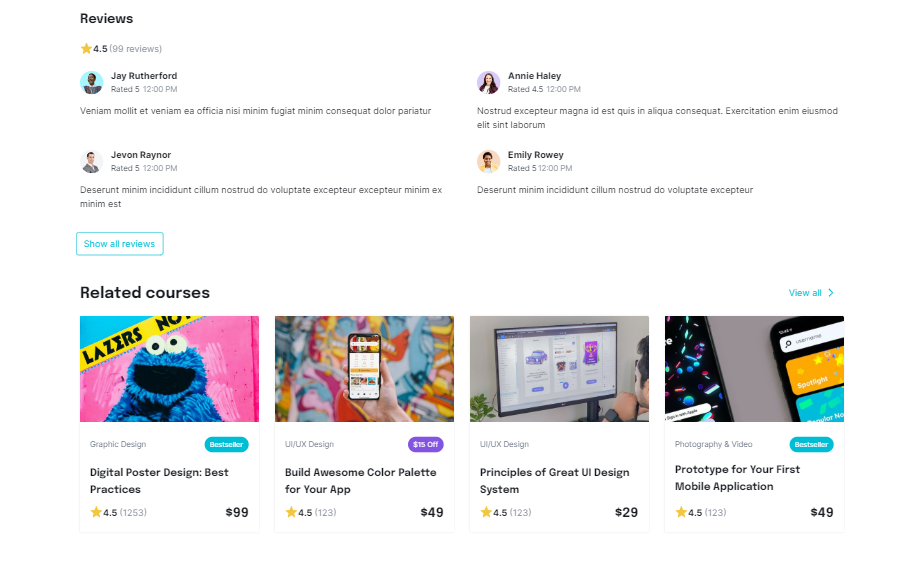 Reviews
4.5 (99 reviews)
Jay Rutherford
Rated 5 12:00 PM
Veniam mollit et veniam ea officia nisi minim fugiat minim consequat dolor pariatur
Annie Haley
Rated 4.5 12:00 PM
Nostrud excepteur magna id est quis in aliqua consequat. Exercitation enim eiusmod
elit sint laborum
Jevon Raynor
Rated 5 12:00 PM
Deserunt minim incididunt cillum nostrud do voluptate excepteur excepteur minim ex
minim est
Emily Rowey
Rated 5 12:00 PM
Deserunt minim incididunt cillum nostrud do voluptate excepteur
Show all reviews
Related courses
View all
LAZERS NOT
Graphic Design
Bestseller
Digital Poster Design: Best
Practices
4.5 (1253)
$99
UI/UX Design
$15 Off
Build Awesome Color Palette
for Your App
4.5 (123)
$49
UI/UX Design
Principles of Great UI Design
System
4.5 (123)
$29
Spotlight
Photography & Video
Bestseller
Prototype for Your First
Mobile Application
4.5 (123)
$49